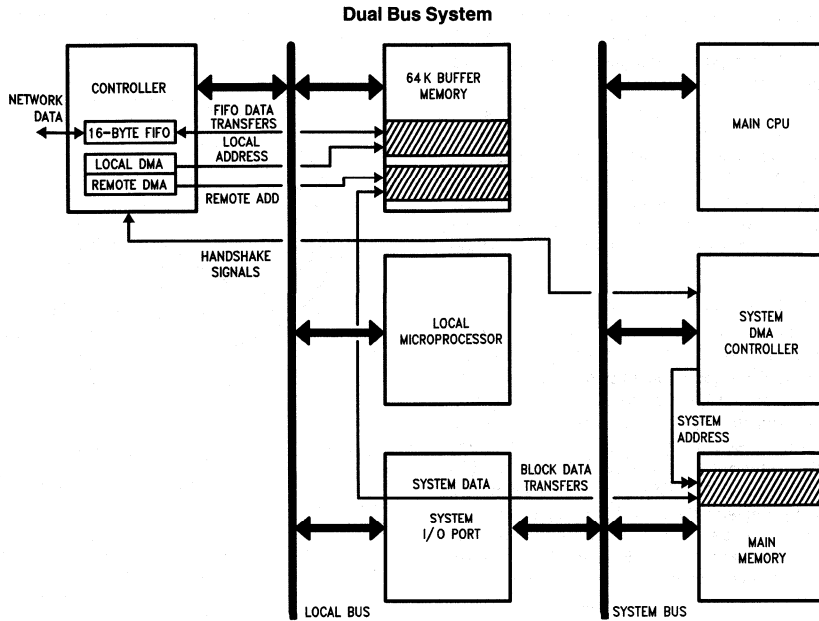 Dual Bus System
CONTROLLER
NETWORK
DATA
16-BYTE FIFO
LOCAL DMA
REMOTE DMA
FIFO DATA
TRANSFERS
LOCAL
ADDRESS
REMOTE ADD
HANDSHAKE
SIGNALS
64K BUFFER
MEMORY
MAIN CPU
LOCAL
MICROPROCESSOR
SYSTEM
DMA
CONTROLLER
SYSTEM
ADDRESS
SYSTEM DATA
SYSTEM
I/O PORT
BLOCK DATA
TRANSFERS
MAIN
MEMORY
LOCAL BUS
SYSTEM BUS